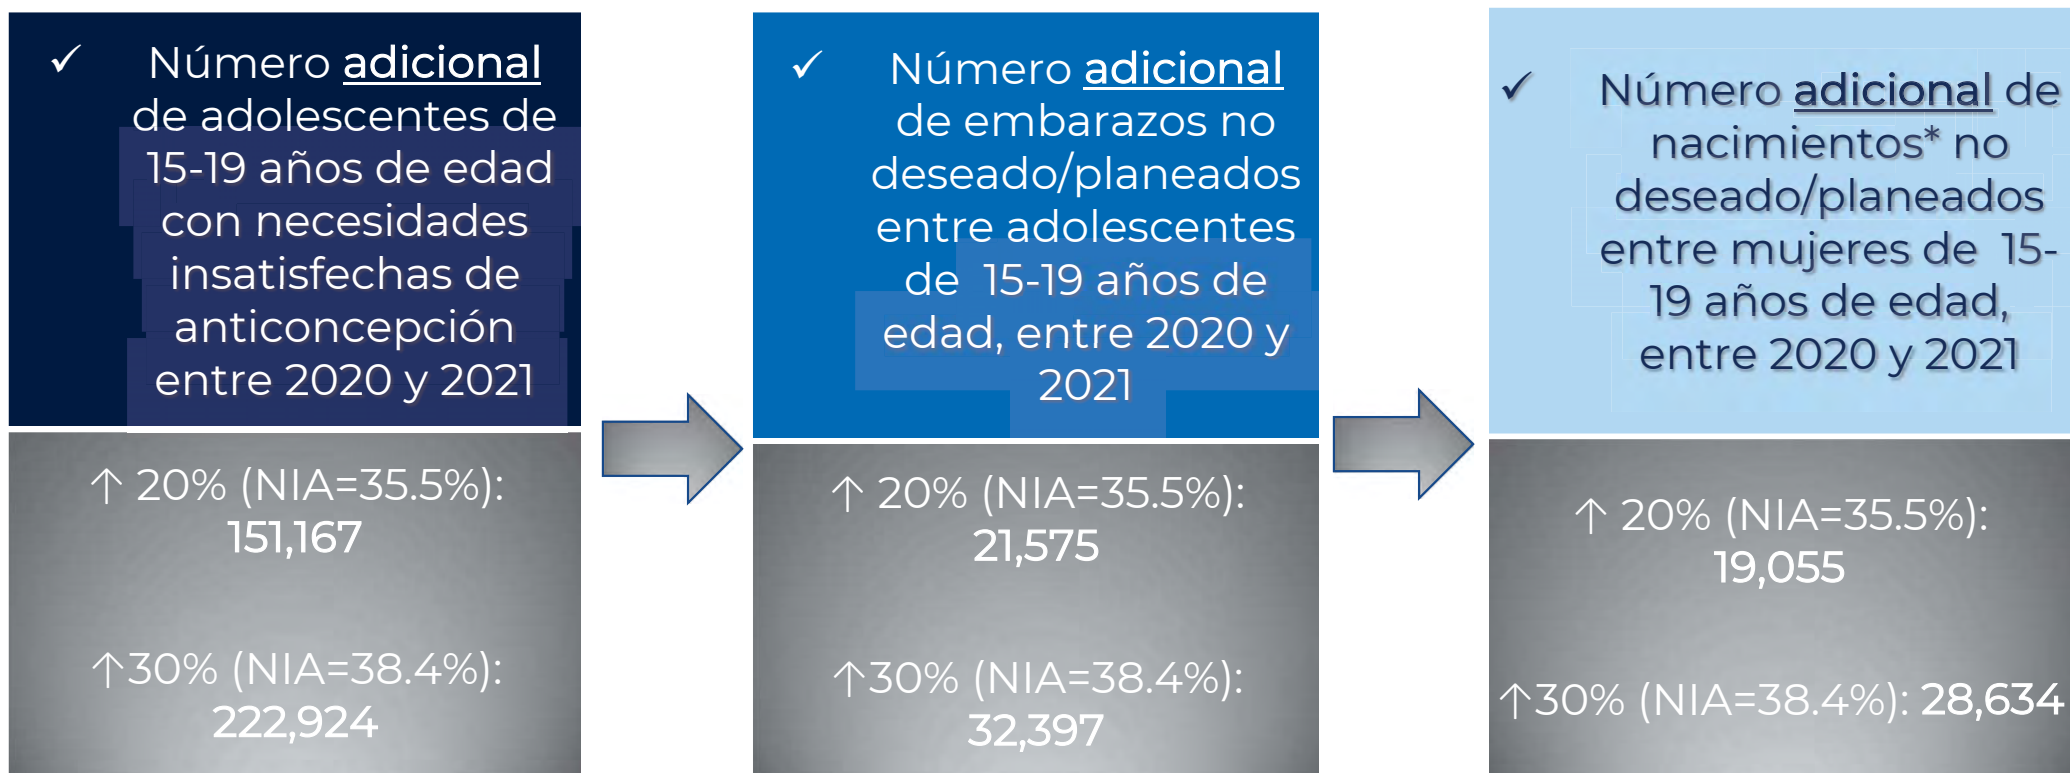 ✓ Número adicional
de adolescentes de
15-19 años de edad
con necesidades
insatisfechas de
anticoncepción
entre 2020 y 2021
↑ 20% (NIA=35.5%):
151,167
↑30% (NIA=38.4%):
222,924
✓ Número adicional
de embarazos no
deseado/planeados
entre adolescentes
de 15-19 años de
edad, entre 2020 y
2021
↑ 20% (NIA=35.5%):
21,575
↑30% (NIA=38.4%):
32,397
✓ Número adicional de
nacimientos* no
deseado/planeados
entre mujeres de 15-
19 años de edad,
entre 2020 y 2021
↑ 20% (NIA=35.5%):
19,055
↑30% (NIA=38.4%): 28,634